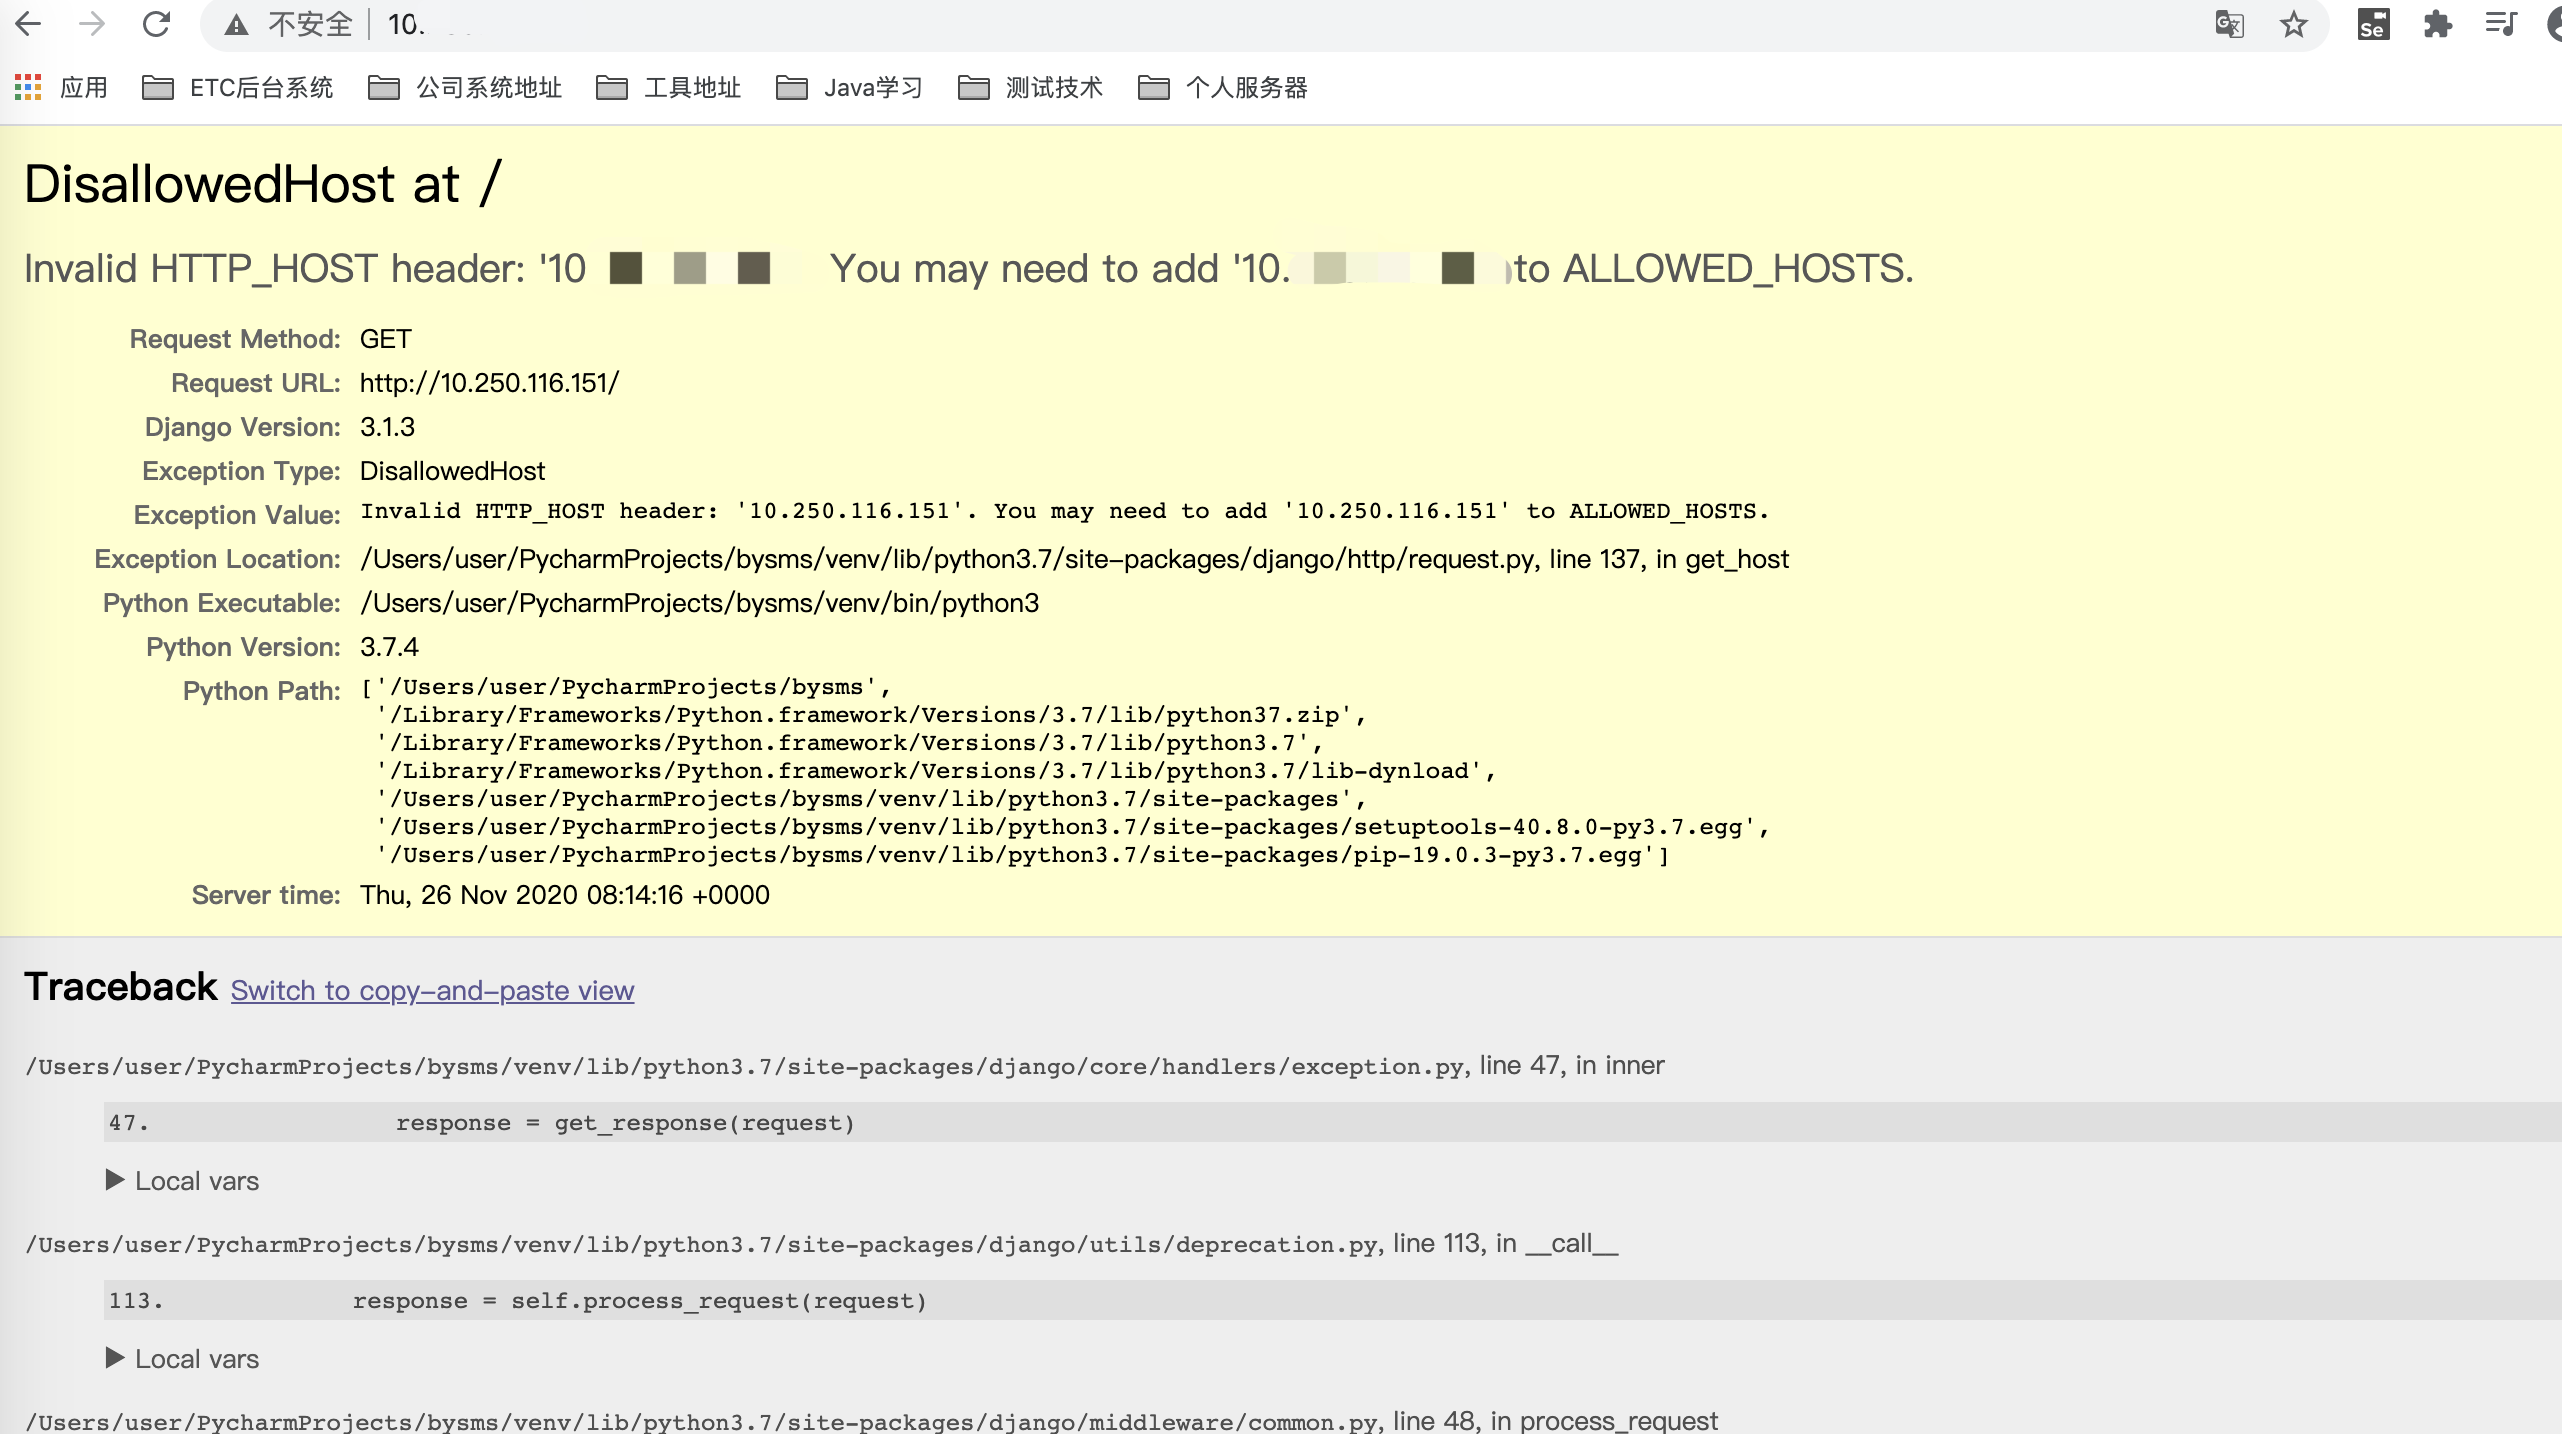 不安全 10.
应用 ETC后台系统 公司系统地址 工具地址 Java学习 测试技术 个人服务器
DisallowedHost at /
Invalid HTTP_HOST header: '10 You may need to add '10. to ALLOWED_HOSTS.
Request Method: GET
Request URL: http://10.250.116.151/
Django Version: 3.1.3
Exception Type: DisallowedHost
Exception Value: Invalid HTTP_HOST header: '10.250.116.151'. You may need to add '10.250.116.151' to ALLOWED_HOSTS.
Exception Location: /Users/user/PycharmProjects/bysms/venv/lib/python3.7/site-packages/django/http/request.py, line 137, in get_host
Python Executable: /Users/user/PycharmProjects/bysms/venv/bin/python3
Python Version: 3.7.4
Python Path: ['/Users/user/PycharmProjects/bysms',
'/Library/Frameworks/Python.framework/Versions/3.7/lib/python37.zip',
'/Library/Frameworks/Python.framework/Versions/3.7/lib/python3.7',
'/Library/Frameworks/Python.framework/Versions/3.7/lib/python3.7/lib-dynload',
'/Users/user/PycharmProjects/bysms/venv/lib/python3.7/site-packages',
'/Users/user/PycharmProjects/bysms/venv/lib/python3.7/site-packages/setuptools-40.8.0-py3.7.egg',
'/Users/user/PycharmProjects/bysms/venv/lib/python3.7/site-packages/pip-19.0.3-py3.7.egg']
Server time: Thu, 26 Nov 2020 08:14:16 +0000
Traceback Switch to copy-and-paste view
/Users/user/PycharmProjects/bysms/venv/lib/python3.7/site-packages/django/core/handlers/exception.py, line 47, in inner
47. response = get_response(request)
▶ Local vars
/Users/user/PycharmProjects/bysms/venv/lib/python3.7/site-packages/django/utils/deprecation.py, line 113, in __call__
113. response = self.process_request(request)
▶ Local vars
/Users/user/PycharmProjects/bysms/venv/lib/python3.7/site-packages/django/middleware/common.py, line 48, in process_request